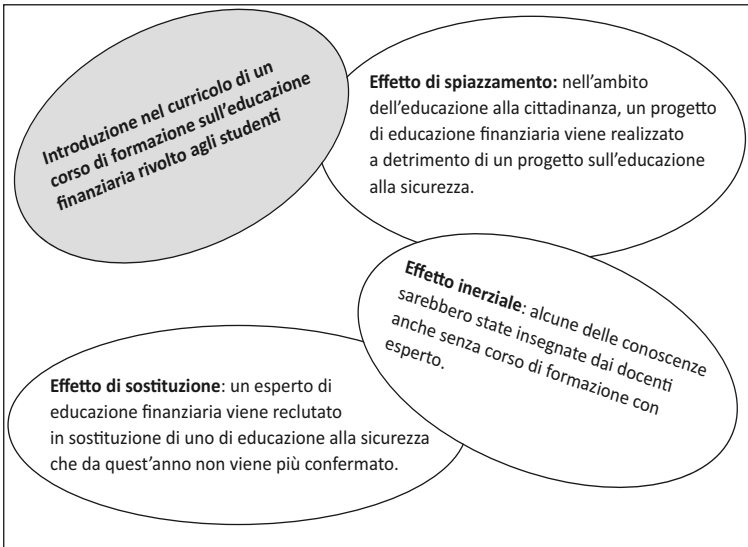 Introduzione nel curricolo di un
corso di formazione sull'educazione
finanziaria rivolto agli studenti
Effetto di spiazzamento: nell'ambito
dell'educazione alla cittadinanza, un progetto
di educazione finanziaria viene realizzato
a detrimento di un progetto sull'educazione
alla sicurezza.
Effetto inerziale: alcune delle conoscenze
sarebbero state insegnate dai docenti
anche senza corso di formazione con
esperto.
Effetto di sostituzione: un esperto di
educazione finanziaria viene reclutato
in sostituzione di uno di educazione alla sicurezza
che da quest'anno non viene più confermato.